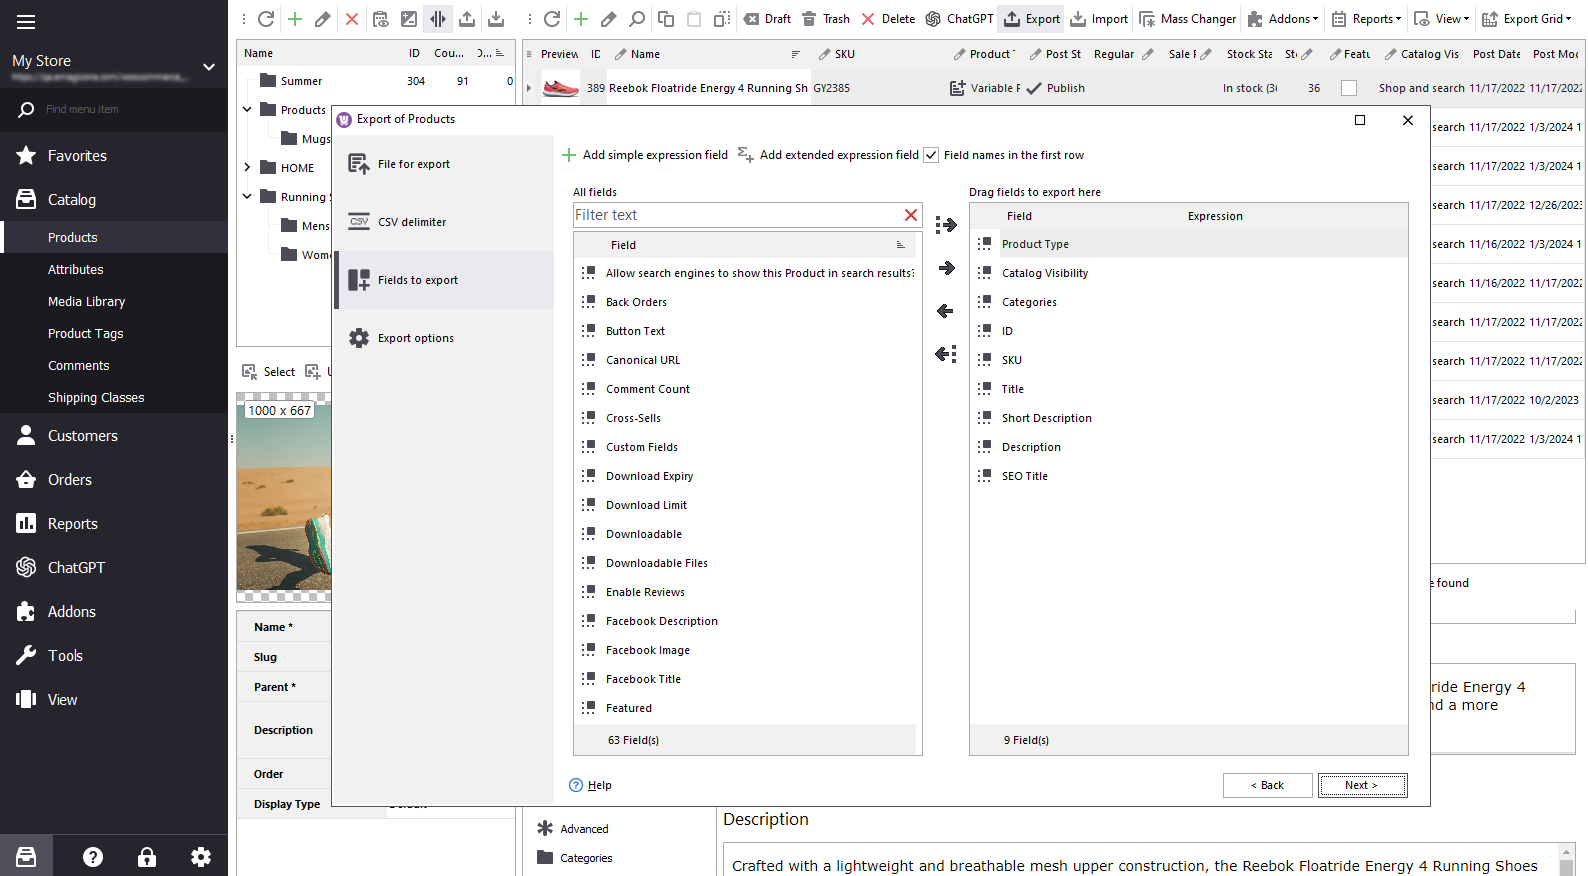 My Store
Find menu item
Favorites
Catalog
Products
Attributes
Media Library
Product Tags
Comments
Shipping Classes
Customers
Orders
Reports
ChatGPT
Addons
Tools
View
Draft
Trash
Delete
ChatGPT
Export
Import
Mass Changer
Addons
Reports
View
Export Grid
Name ID Cou...
Summer 304 91 0
Products
Mugs
HOME
Running
Mens
Select
1000 x 667
Name *
Slug
Parent *
Description
Order
Display Type
Preview ID Name SKU Product Post St Regular Sale Stock Sta Featu Catalog Vis Post Date Post Moc
389 Reebok Floatride Energy 4 Running Sh GY2385 Variable Publish In stock 36 Shop and search 11/17/2022 11/17/2022
search 11/17/2022 1/3/2024 1
search 11/17/2022 1/3/2024 1
search 11/17/2022 12/26/2023
search 11/16/2022 1/3/2024 1
search 11/16/2022 11/17/2022
search 11/17/2022 11/17/2022
search 11/17/2022 11/17/2022
search 11/17/2022 10/2/2023
search 11/17/2022 1/3/2024 1
Export of Products
File for export
CSV
CSV delimiter
Fields to export
Export options
Add simple expression field
Add extended expression field
Field names in the first row
All fields
Filter text
Field
Allow search engines to show this Product in search results?
Back Orders
Button Text
Canonical URL
Comment Count
Cross-Sells
Custom Fields
Download Expiry
Download Limit
Downloadable
Downloadable Files
Enable Reviews
Facebook Description
Facebook Image
Facebook Title
Featured
63 Field(s)
Drag fields to export here
Field Expression
Product Type
Catalog Visibility
Categories
ID
SKU
Title
Short Description
Description
SEO Title
9 Field(s)
Help
< Back
Next >
found
ride Energy 4
nd a more
Advanced
Categories
Description
Crafted with a lightweight and breathable mesh upper construction, the Reebok Floatride Energy 4 Running Shoes